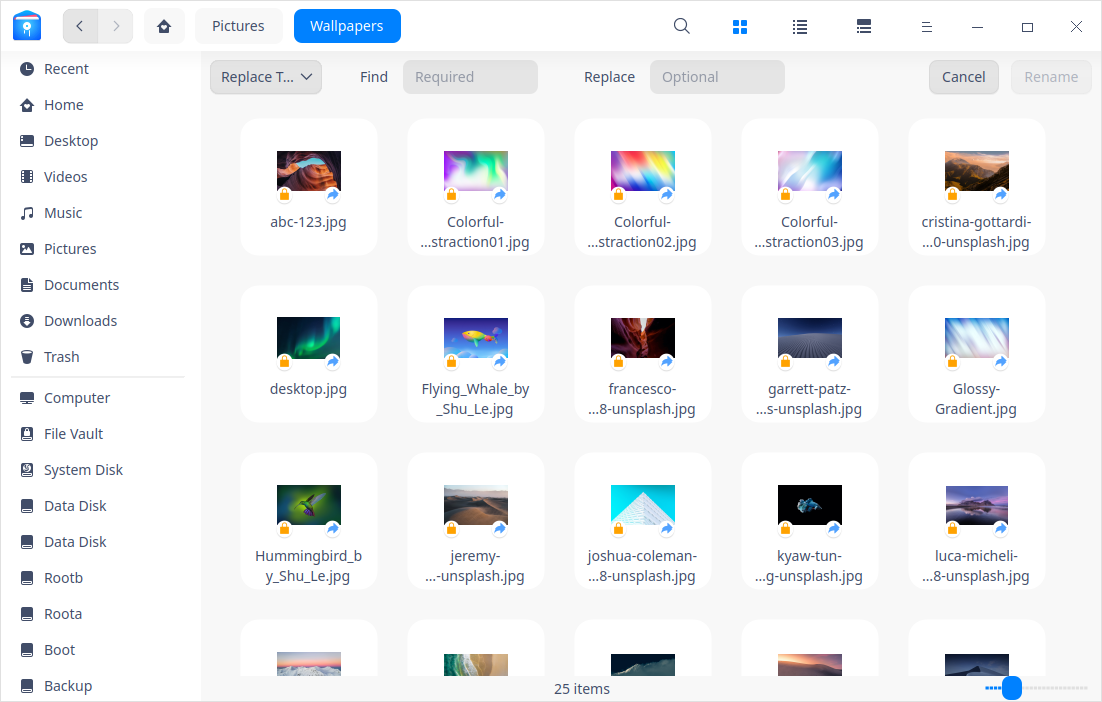 Pictures
Wallpapers
Recent
Home
Desktop
Videos
Music
Pictures
Documents
Downloads
Trash
Computer
File Vault
System Disk
Data Disk
Data Disk
Rootb
Roota
Boot
Backup
Replace T...
Find
Required
Replace
Optional
Cancel
Rename
abc-123.jpg
Colorful-
...straction01.jpg
Colorful-
...straction02.jpg
Colorful-
...straction03.jpg
cristina-gottardi-
...0-unsplash.jpg
desktop.jpg
Flying_Whale_by
_Shu_Le.jpg
francesco-
...8-unsplash.jpg
garrett-patz-
...s-unsplash.jpg
Glossy-
Gradient.jpg
Hummingbird_b
y_Shu_Le.jpg
jeremy-
...-unsplash.jpg
joshua-coleman-
...8-unsplash.jpg
kyaw-tun-
...g-unsplash.jpg
luca-micheli-
...8-unsplash.jpg
25 items